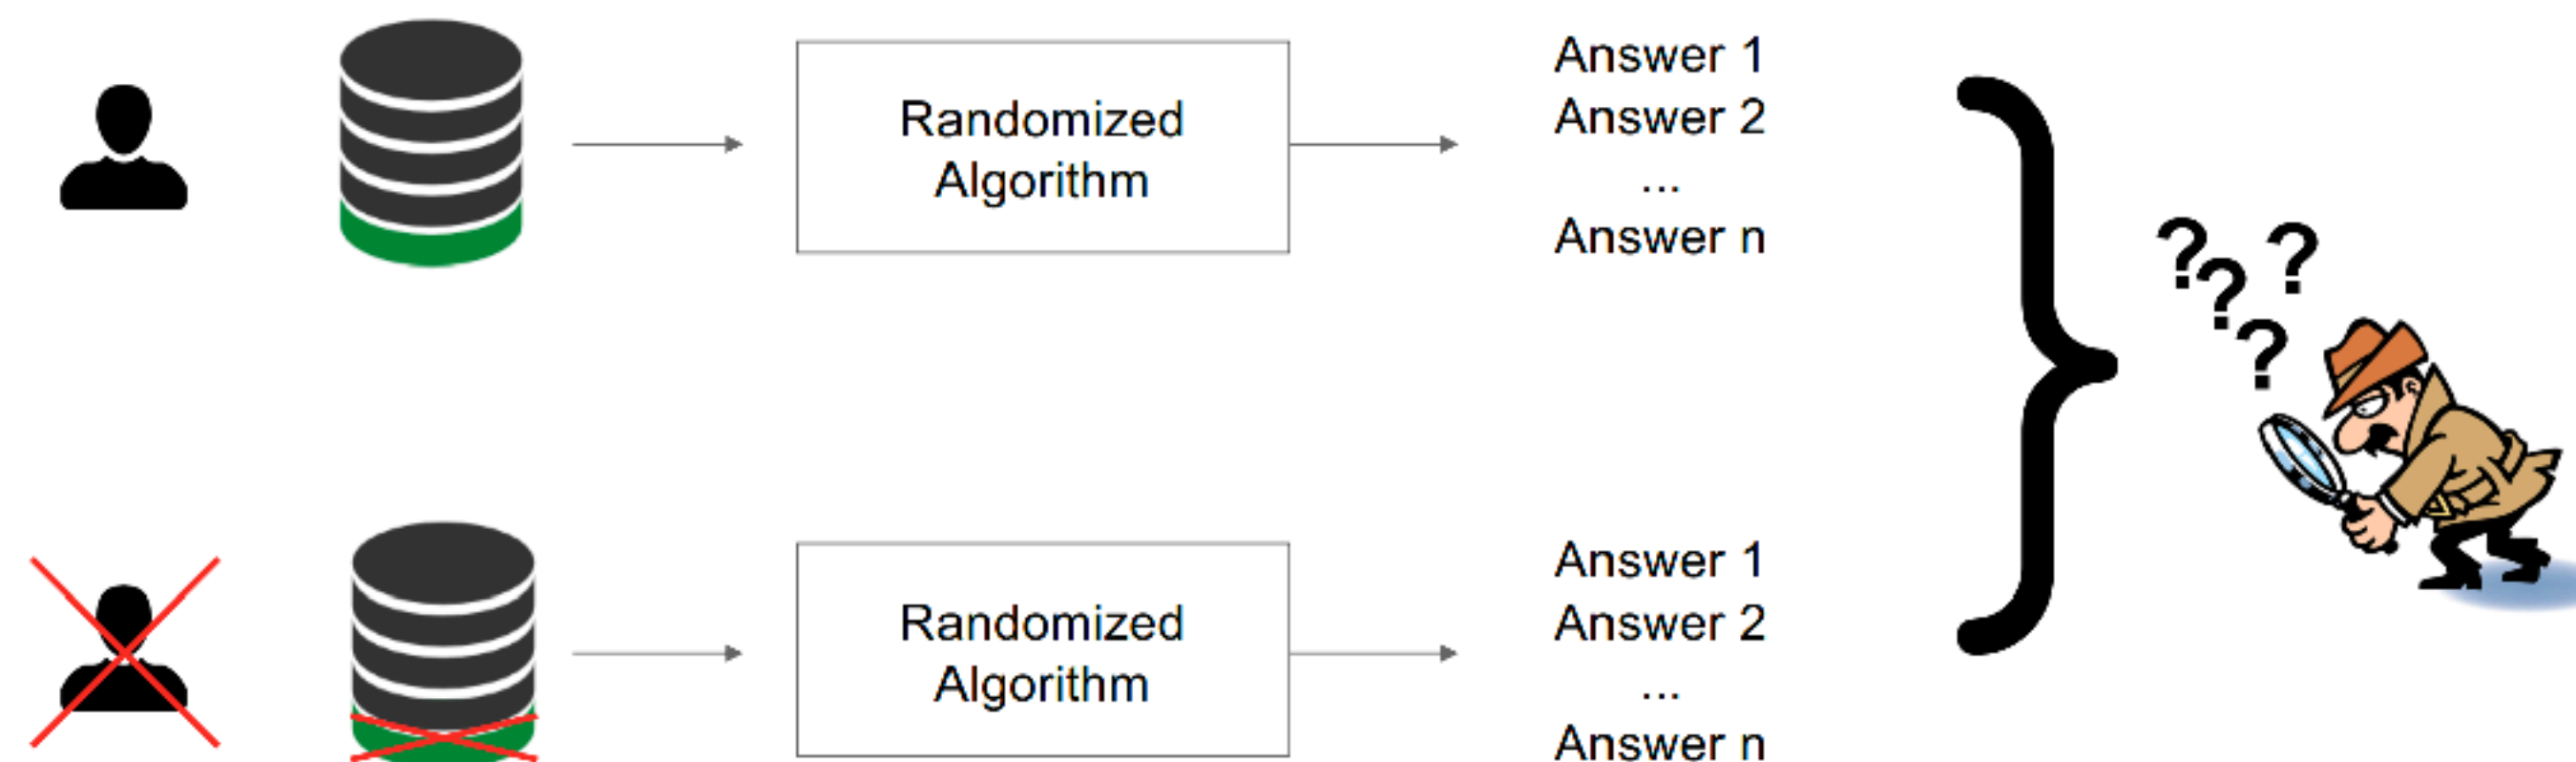 Randomized
Algorithm
Answer 1
Answer 2
...
Answer n
? ? ? ?
Randomized
Algorithm
Answer 1
Answer 2
...
Answer n